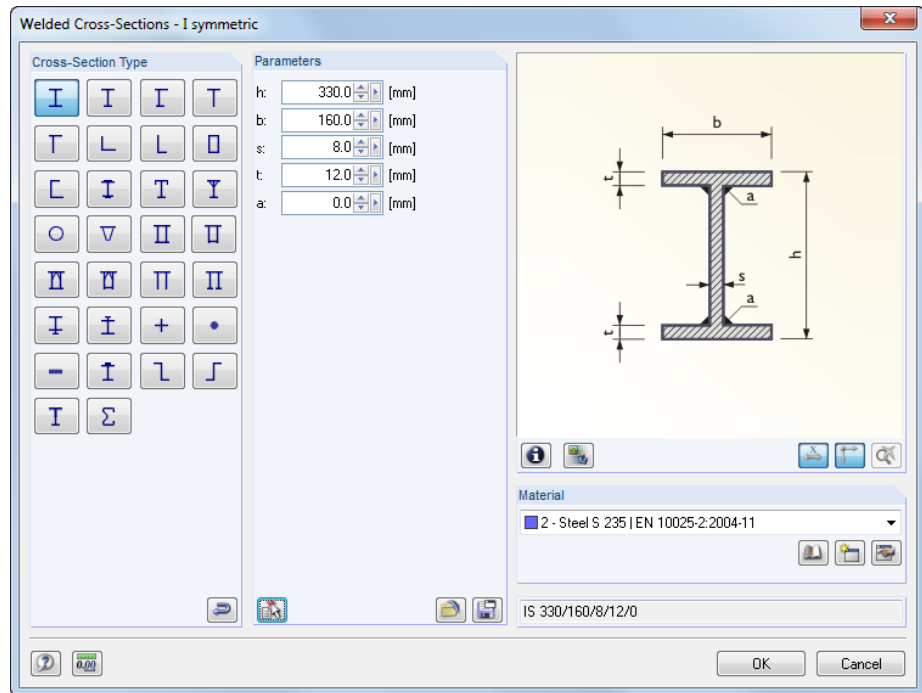 Welded Cross-Sections - I symmetric
Cross-Section Type
Parameters
h: 330.0 [mm]
b: 160.0 [mm]
s: 8.0 [mm]
t: 12.0 [mm]
a: 0.0 [mm]
b
t
a
h
s
a
t
Material
2 - Steel S 235 | EN 10025-2:2004-11
IS 330/160/8/12/0
0.00
OK
Cancel